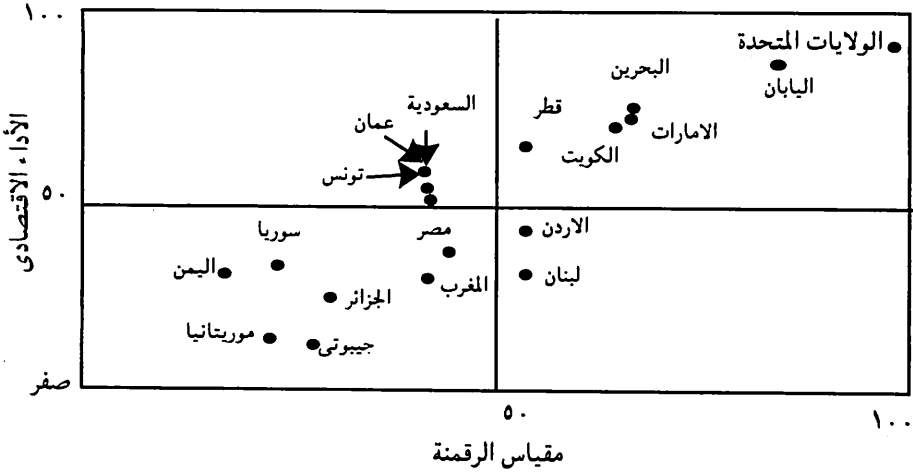 ١٠٠
الولايات المتحدة
اليابان
البحرين
قطر
الامارات
الكويت
السعودية
عمان
تونس
الأداء الاقتصادى
٥٠
الاردن
مصر
سوريا
لبنان
المغرب
اليمن
الجزائر
موريتانيا
جيبوتى
صفر
٥٠
١٠٠
مقياس الرقمنة